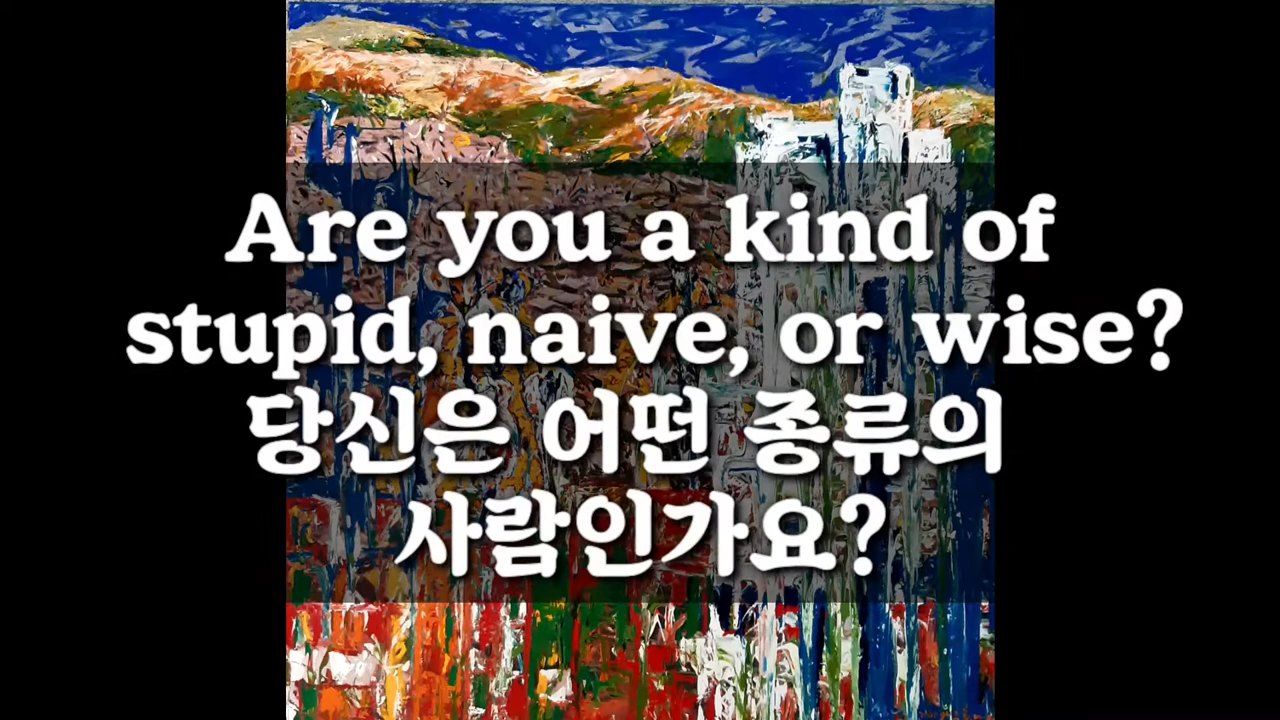 Are you a kind of
stupid, naive, or wise?
당신은 어떤 종류의
사람인가요?